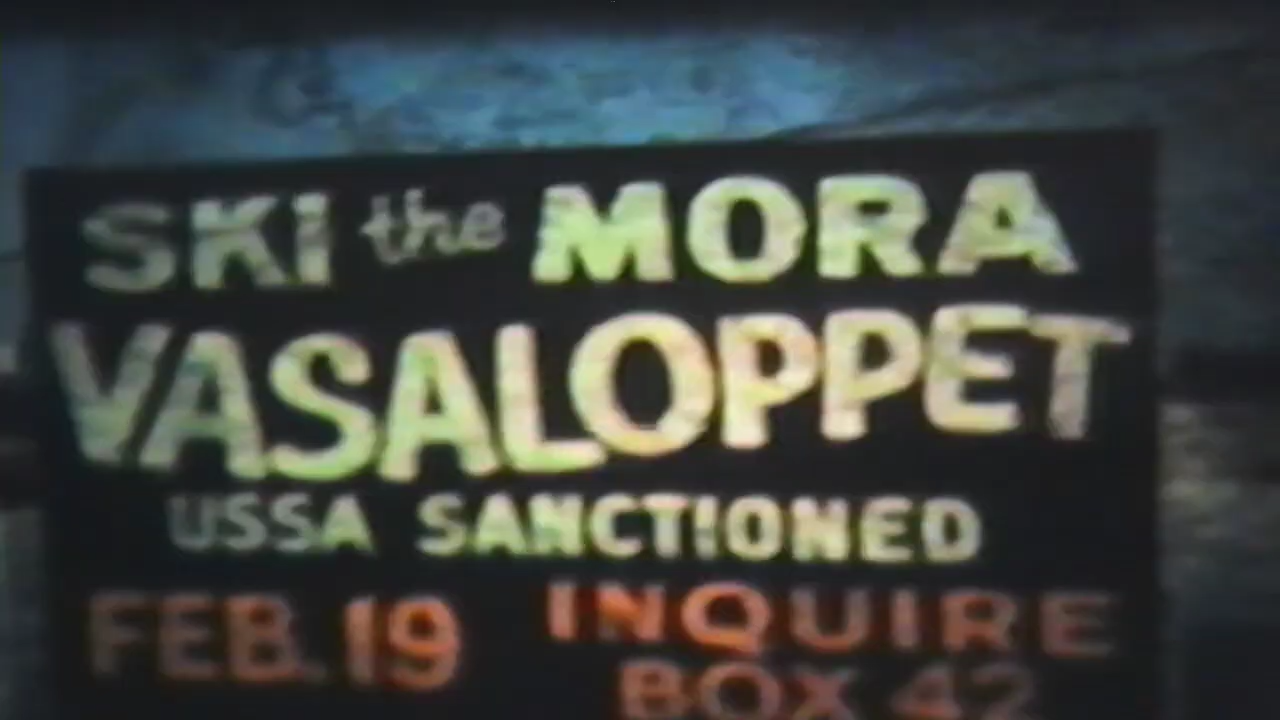 SKI the MORA
VASALOPPET
USSA SANCTIONED
FEB. 19 INQUIRE
BOX 42